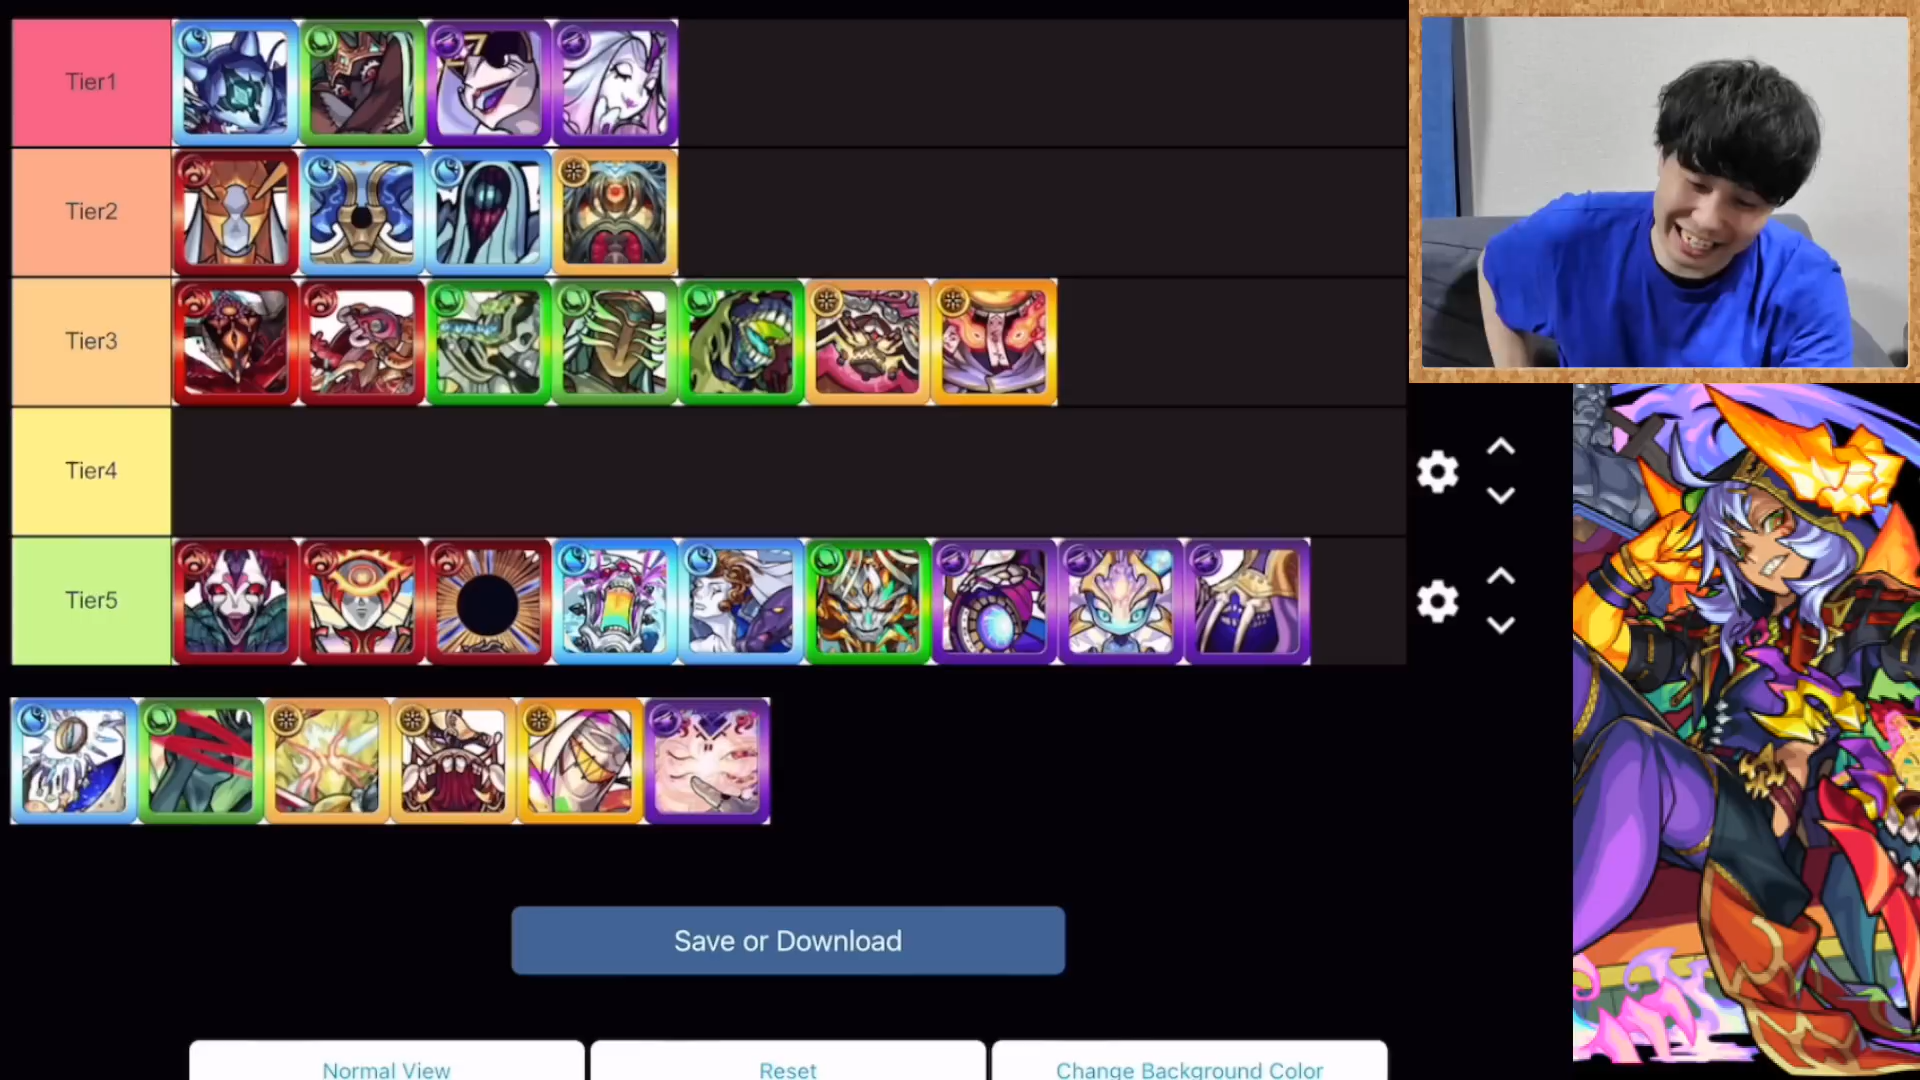 Tier1
Tier2
Tier3
Tier4
Tier5
Save or Download
Normal View
Reset
Change Background Color